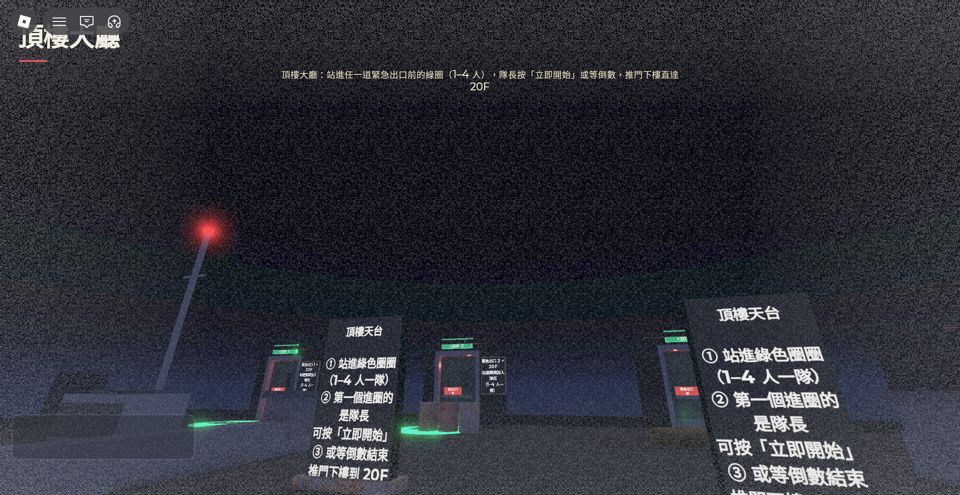 頂樓大廳
頂樓大廳：站進任一道緊急出口前的綠圈（1–4 人），隊長按「立即開始」或等倒數，推門下樓直達
20F
頂樓天台
① 站進綠色圈圈
（1–4 人一隊）
② 第一個進圈的
是隊長
可按「立即開始」
③ 或等倒數結束
推門下樓到 20F
頂樓天台
① 站進綠色圈圈
（1–4 人一隊）
② 第一個進圈的
是隊長
可按「立即開始」
③ 或等倒數結束